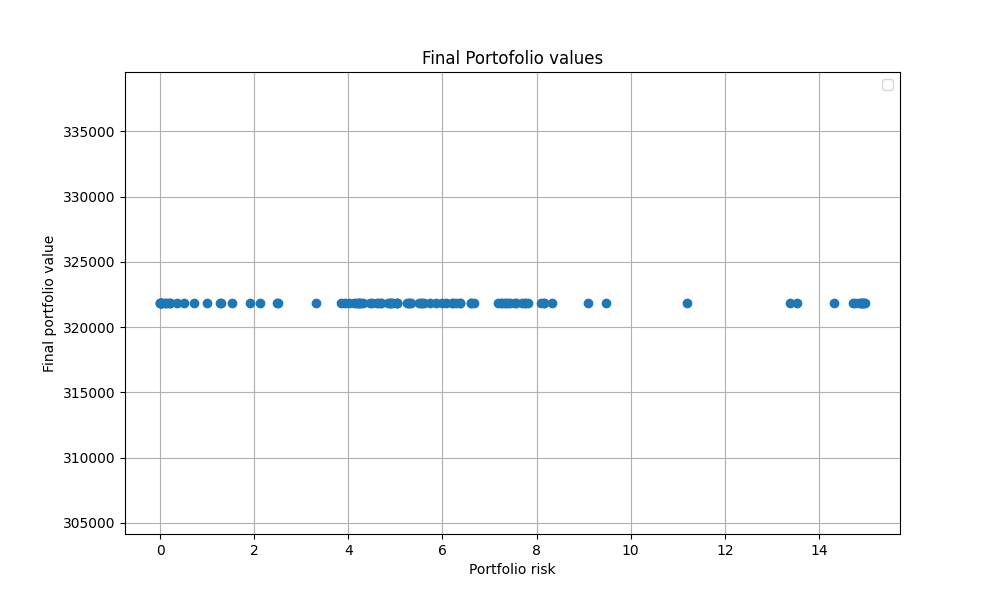 Final Portofolio values
335000
330000
325000
320000
315000
310000
305000
Final portfolio value
0 2 4 6 8 10 12 14
Portfolio risk